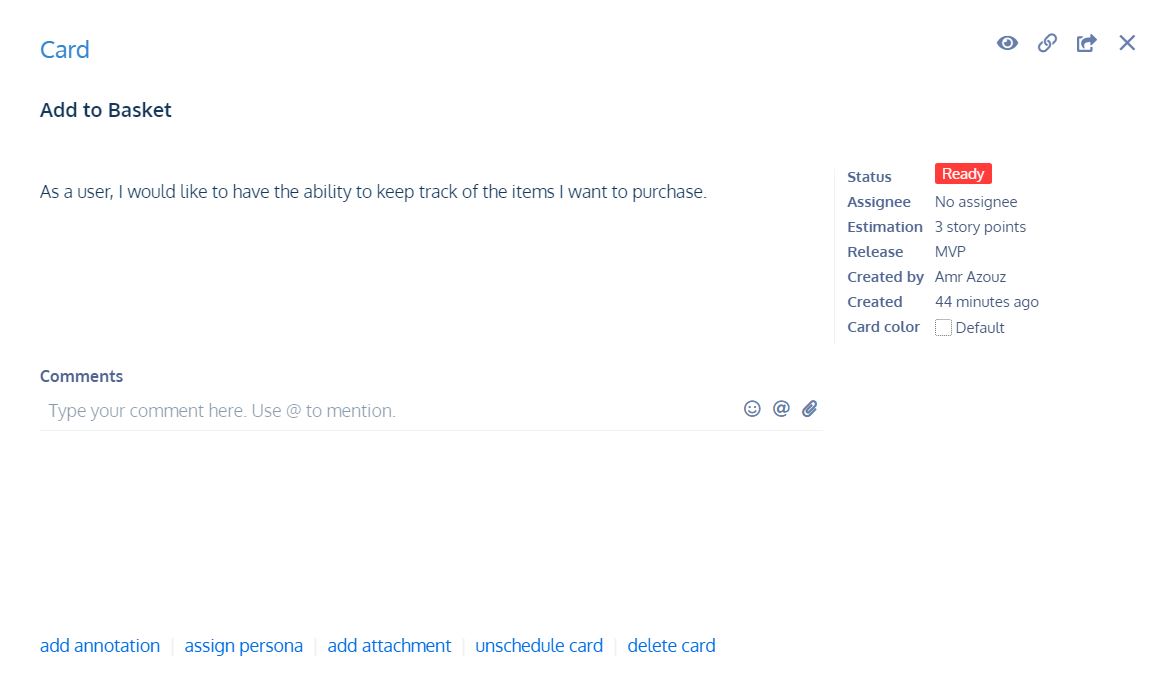 Card
Add to Basket
As a user, I would like to have the ability to keep track of the items I want to purchase.
Status Ready
Assignee No assignee
Estimation 3 story points
Release MVP
Created by Amr Azouz
Created 44 minutes ago
Card color Default
Comments
Type your comment here. Use @ to mention.
add annotation | assign persona | add attachment | unschedule card | delete card